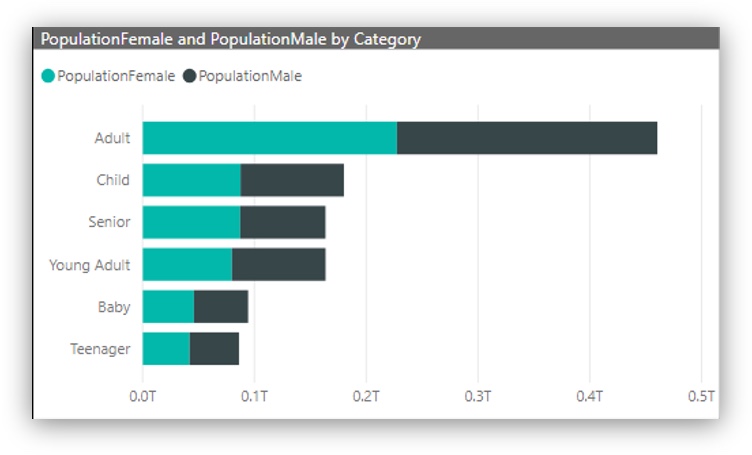 PopulationFemale and PopulationMale by Category
PopulationFemale PopulationMale
Adult
Child
Senior
Young Adult
Baby
Teenager
0.0T 0.1T 0.2T 0.3T 0.4T 0.5T